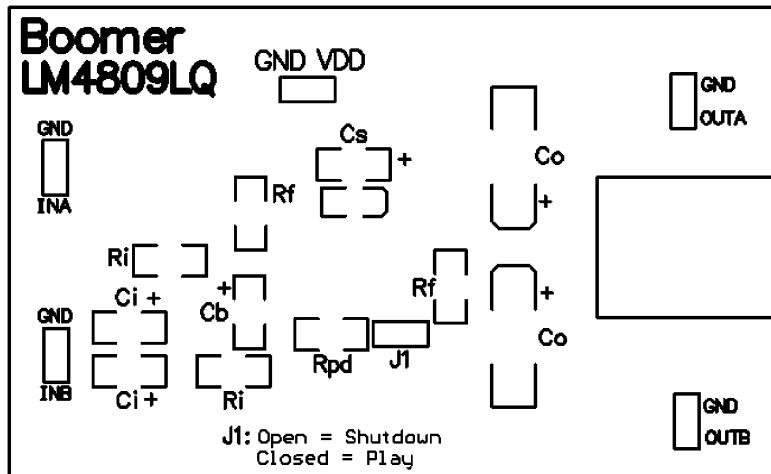 Boomer
LM4809LQ
GND VDD
GND
OUTA
GND
INA
Cs
+
Co
+
Rf
Ri
+
Cb
Ci +
Rf
+
Co
GND
INB
Ci +
Ri
Rpd
J1
GND
OUTB
J1: Open = Shutdown
Closed = Play